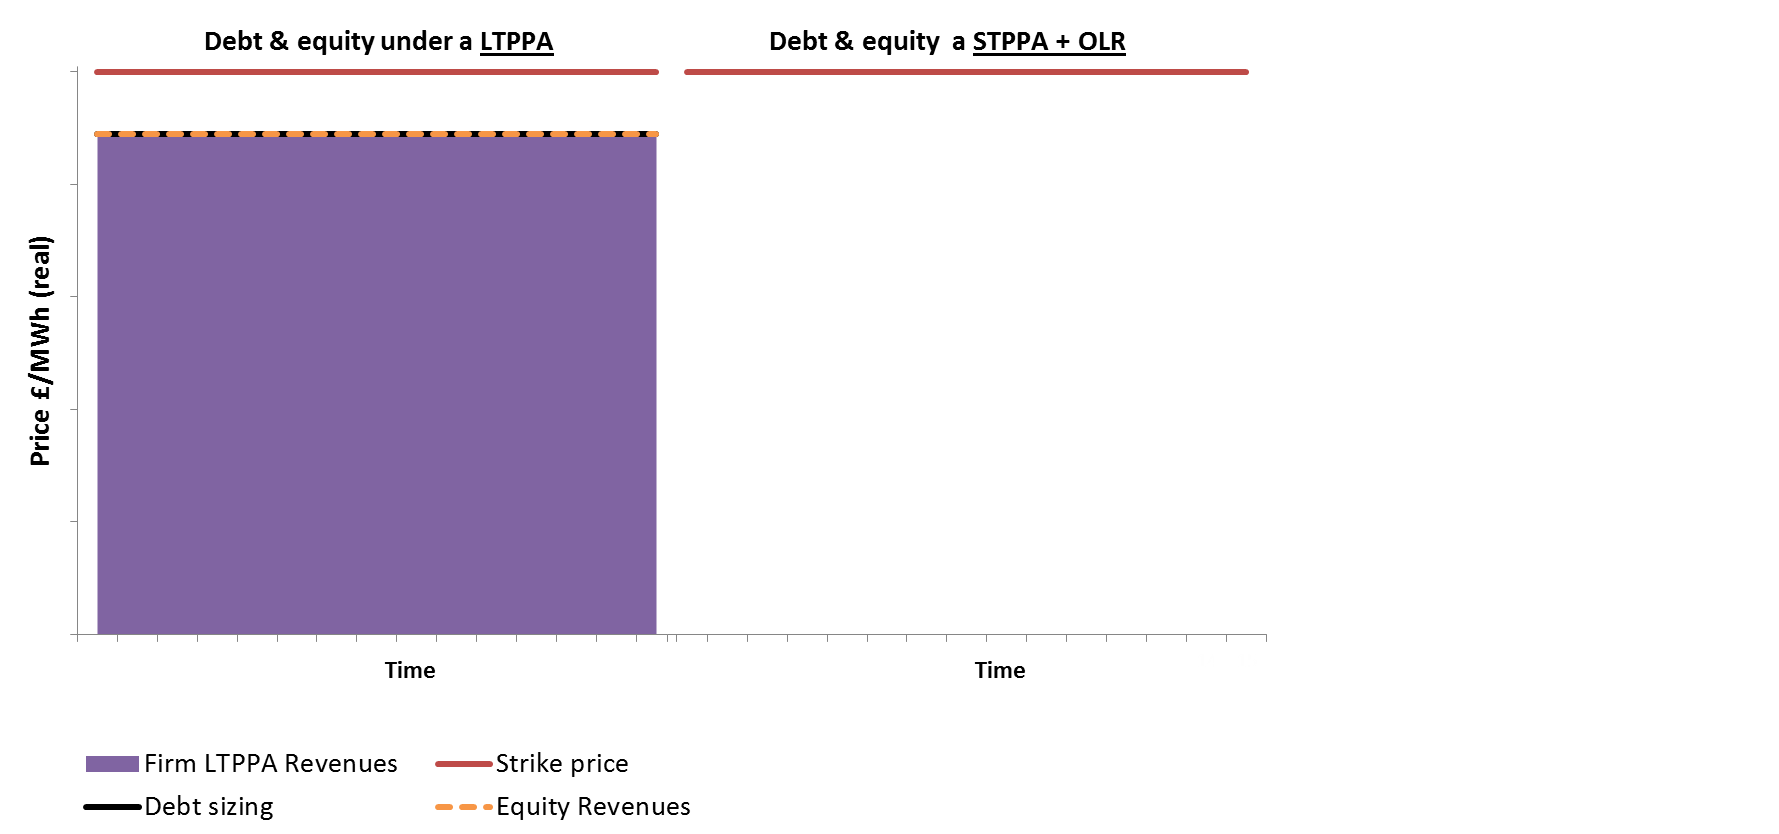 Debt & equity under a LTPPA
Debt & equity  a STPPA + OLR
Price £/MWh (real)
Time
Time
Firm LTPPA Revenues
Strike price
Debt sizing
Equity Revenues